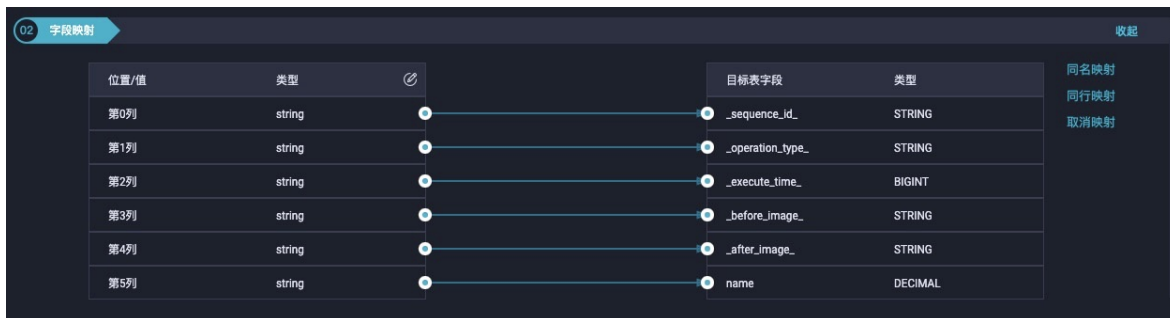 02 字段映射 收起
位置/值 类型 目标表字段 类型 同名映射
同行映射
第0列 string _sequence_id_ STRING 取消映射
第1列 string _operation_type_ STRING
第2列 string _execute_time_ BIGINT
第3列 string _before_image_ STRING
第4列 string _after_image_ STRING
第5列 string name DECIMAL